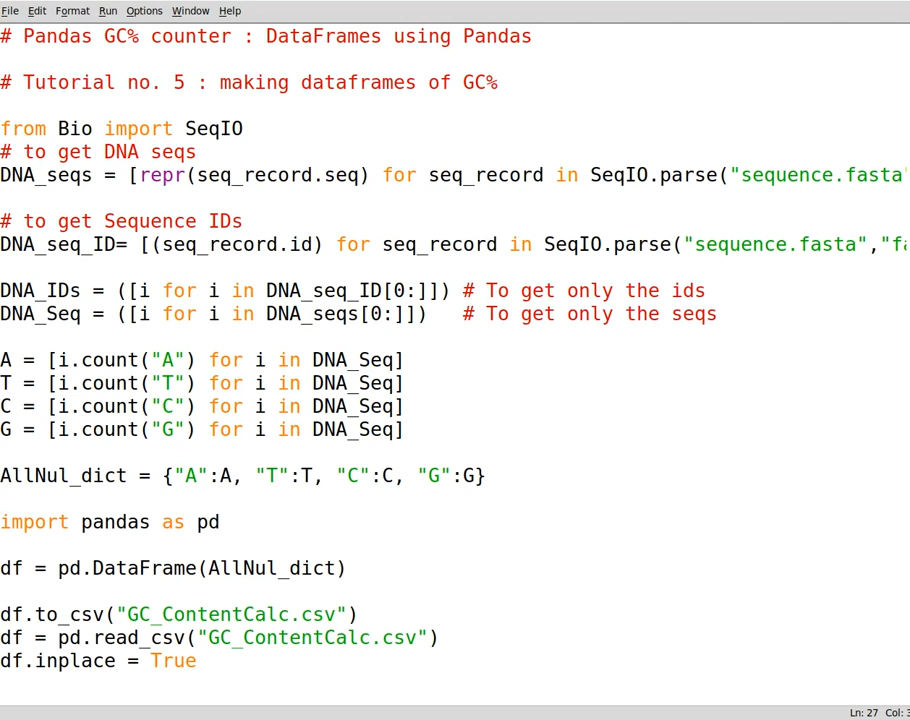 File Edit Format Run Options Window Help
# Pandas GC% counter : DataFrames using Pandas
# Tutorial no. 5 : making dataframes of GC%
from Bio import SeqIO
# to get DNA seqs
DNA_seqs = [repr(seq_record.seq) for seq_record in SeqIO.parse("sequence.fasta"
# to get Sequence IDs
DNA_seq_ID= [(seq_record.id) for seq_record in SeqIO.parse("sequence.fasta","fa
DNA_IDs = ([i for i in DNA_seq_ID[0:]]) # To get only the ids
DNA_Seq = ([i for i in DNA_seqs[0:]])   # To get only the seqs
A = [i.count("A") for i in DNA_Seq]
T = [i.count("T") for i in DNA_Seq]
C = [i.count("C") for i in DNA_Seq]
G = [i.count("G") for i in DNA_Seq]
AllNul_dict = {"A":A, "T":T, "C":C, "G":G}
import pandas as pd
df = pd.DataFrame(AllNul_dict)
df.to_csv("GC_ContentCalc.csv")
df = pd.read_csv("GC_ContentCalc.csv")
df.inplace = True
Ln: 27 Col: